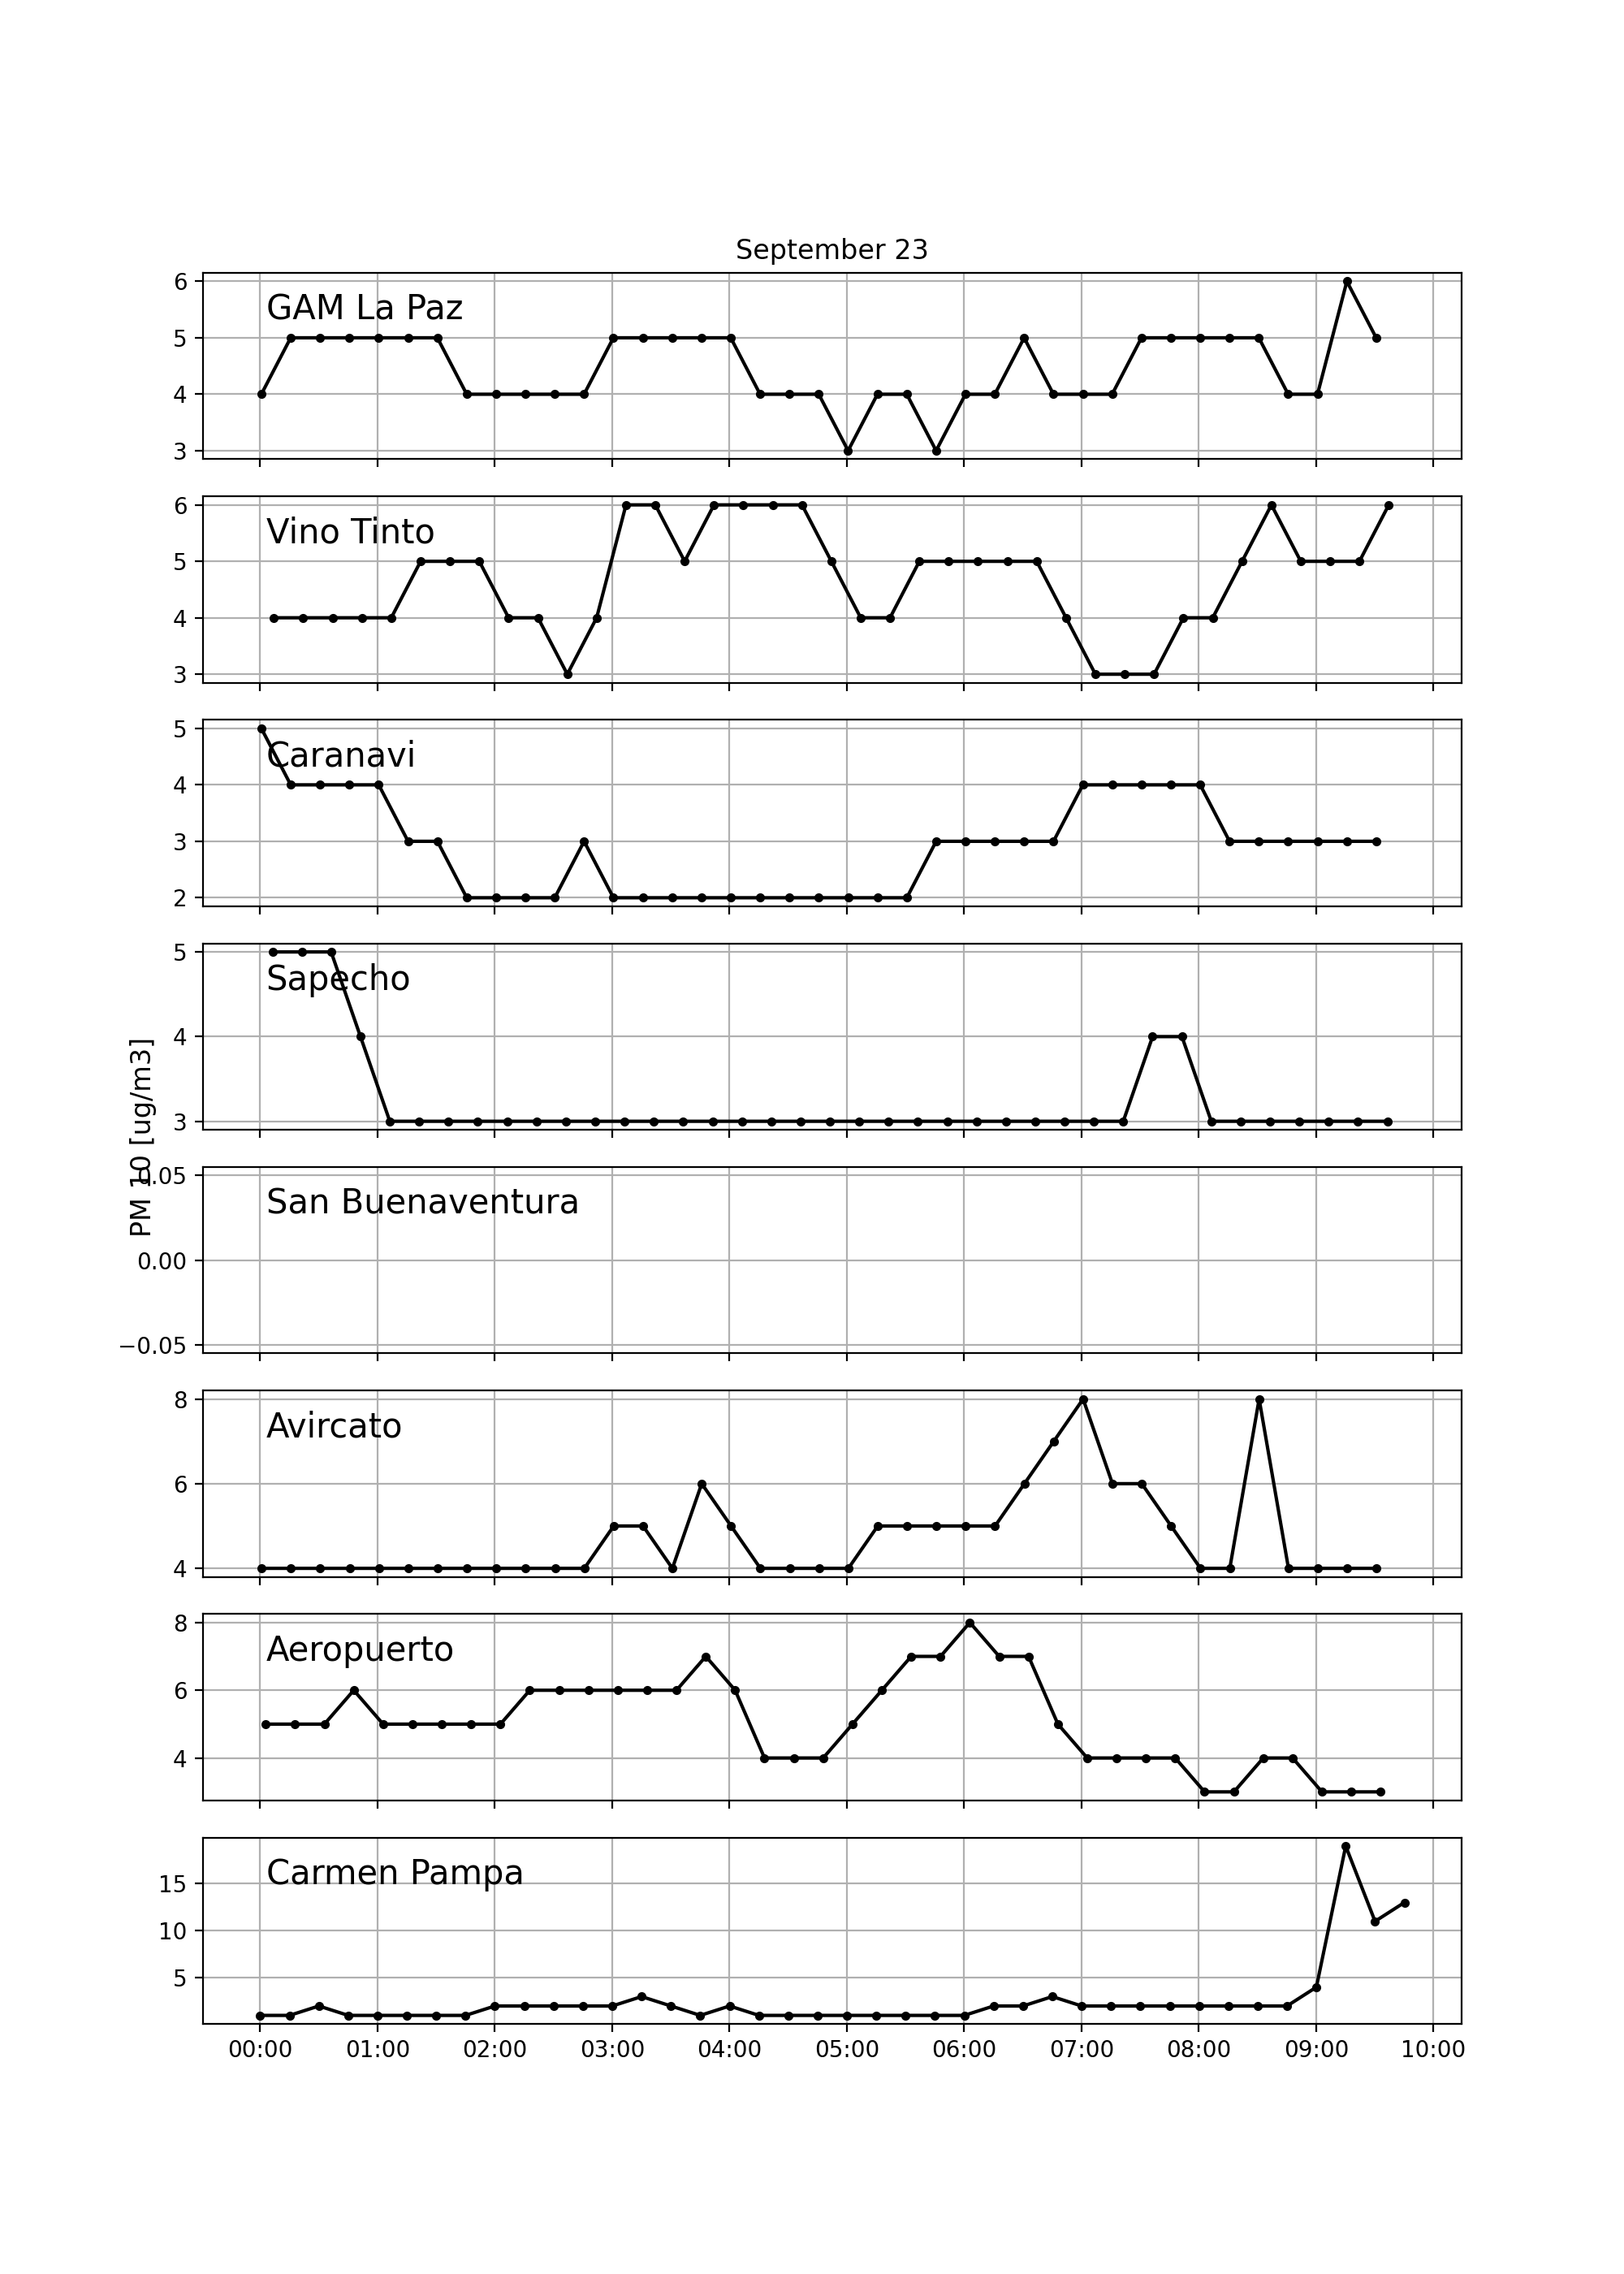 September 23
PM 10 [ug/m3]
GAM La Paz
6
5
4
3
Vino Tinto
6
5
4
3
Caranavi
5
4
3
2
Sapecho
5
4
3
San Buenaventura
0.05
0.00
−0.05
Avircato
8
6
4
Aeropuerto
8
6
4
Carmen Pampa
15
10
5
00:00 01:00 02:00 03:00 04:00 05:00 06:00 07:00 08:00 09:00 10:00